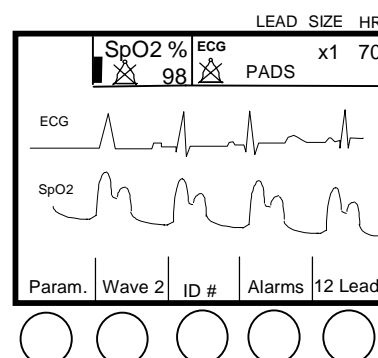 LEAD SIZE HR
SpO2 % ECG x1 70
98 PADS
ECG
SpO2
Param. Wave 2 ID # Alarms 12 Lead